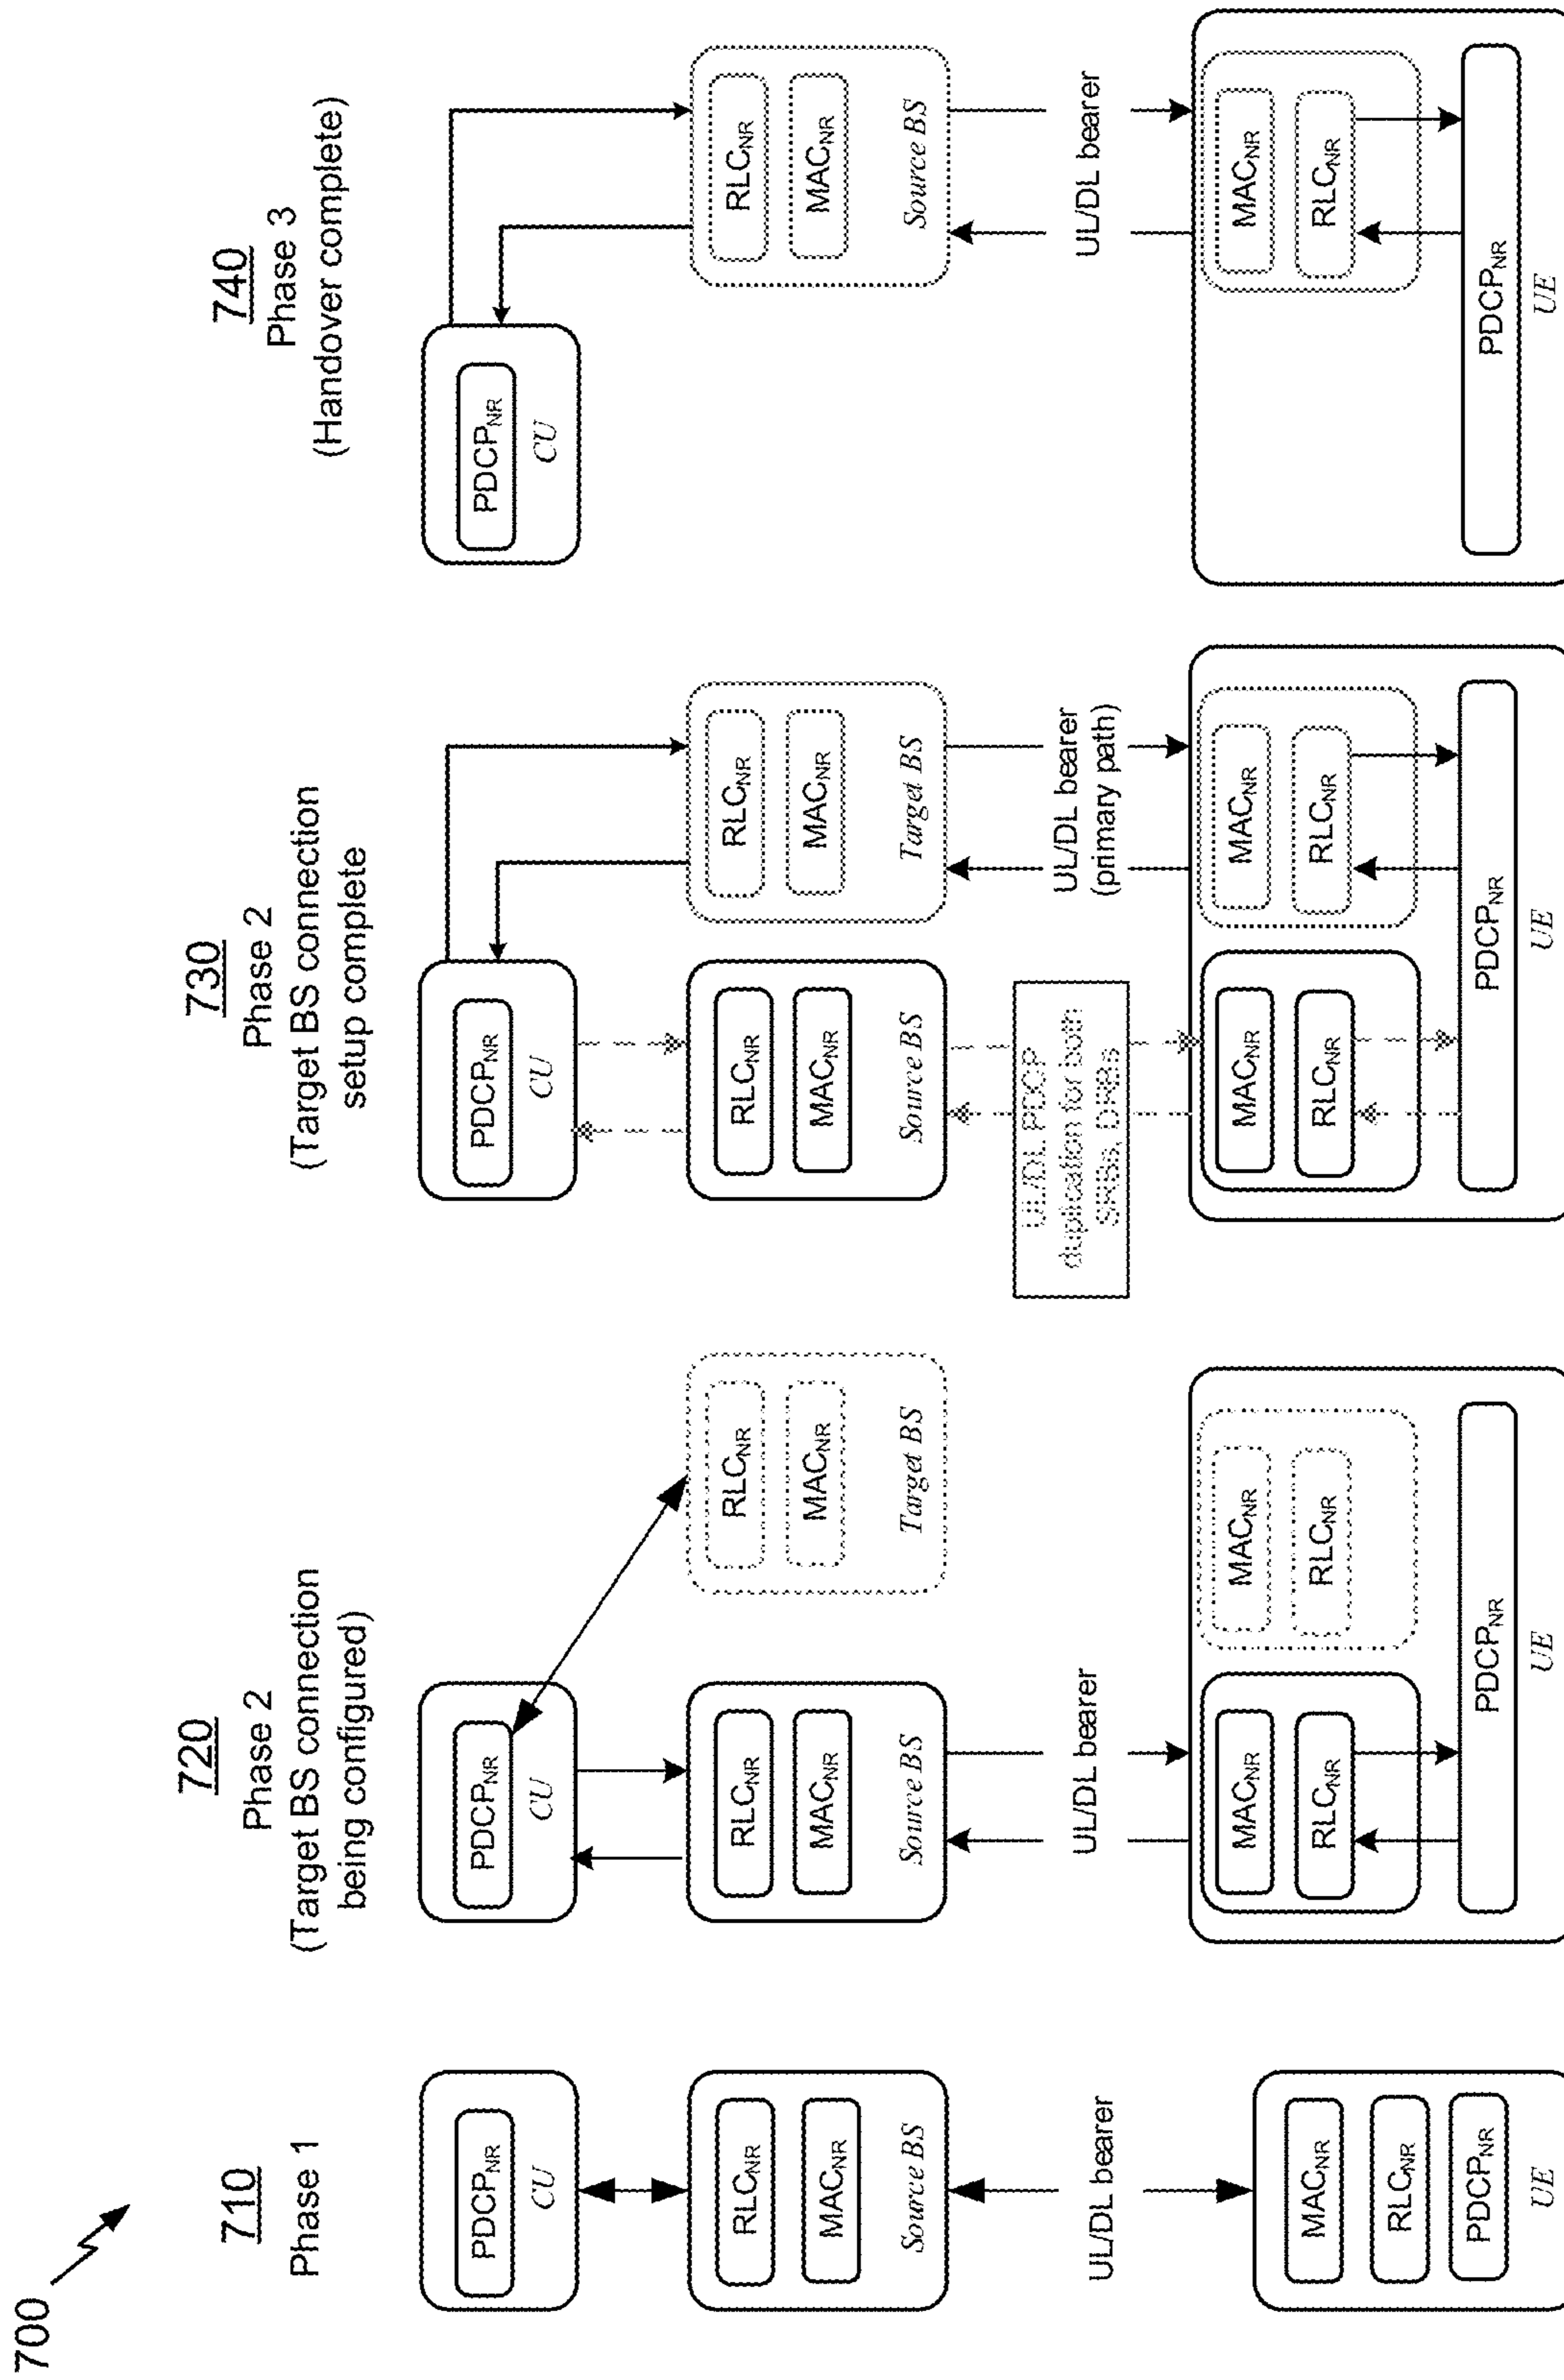 700
710
Phase 1
PDCPNR
CU
RLCNR
MACNR
Source BS
UL/DL bearer
MACNR
RLCNR
PDCPNR
UE
720
Phase 2
(Target BS connection
being configured)
PDCPNR
CU
RLCNR
MACNR
Source BS
RLCNR
MACNR
Target BS
UL/DL bearer
MACNR
RLCNR
MACNR
RLCNR
PDCPNR
UE
730
Phase 2
(Target BS connection
setup complete
PDCPNR
CU
RLCNR
MACNR
Source BS
RLCNR
MACNR
Target BS
UL/DL PDCP
duplication for both
SRBs, DRBs
UL/DL bearer
(primary path)
MACNR
RLCNR
MACNR
RLCNR
PDCPNR
UE
740
Phase 3
(Handover complete)
PDCPNR
CU
RLCNR
MACNR
Source BS
UL/DL bearer
MACNR
RLCNR
PDCPNR
UE